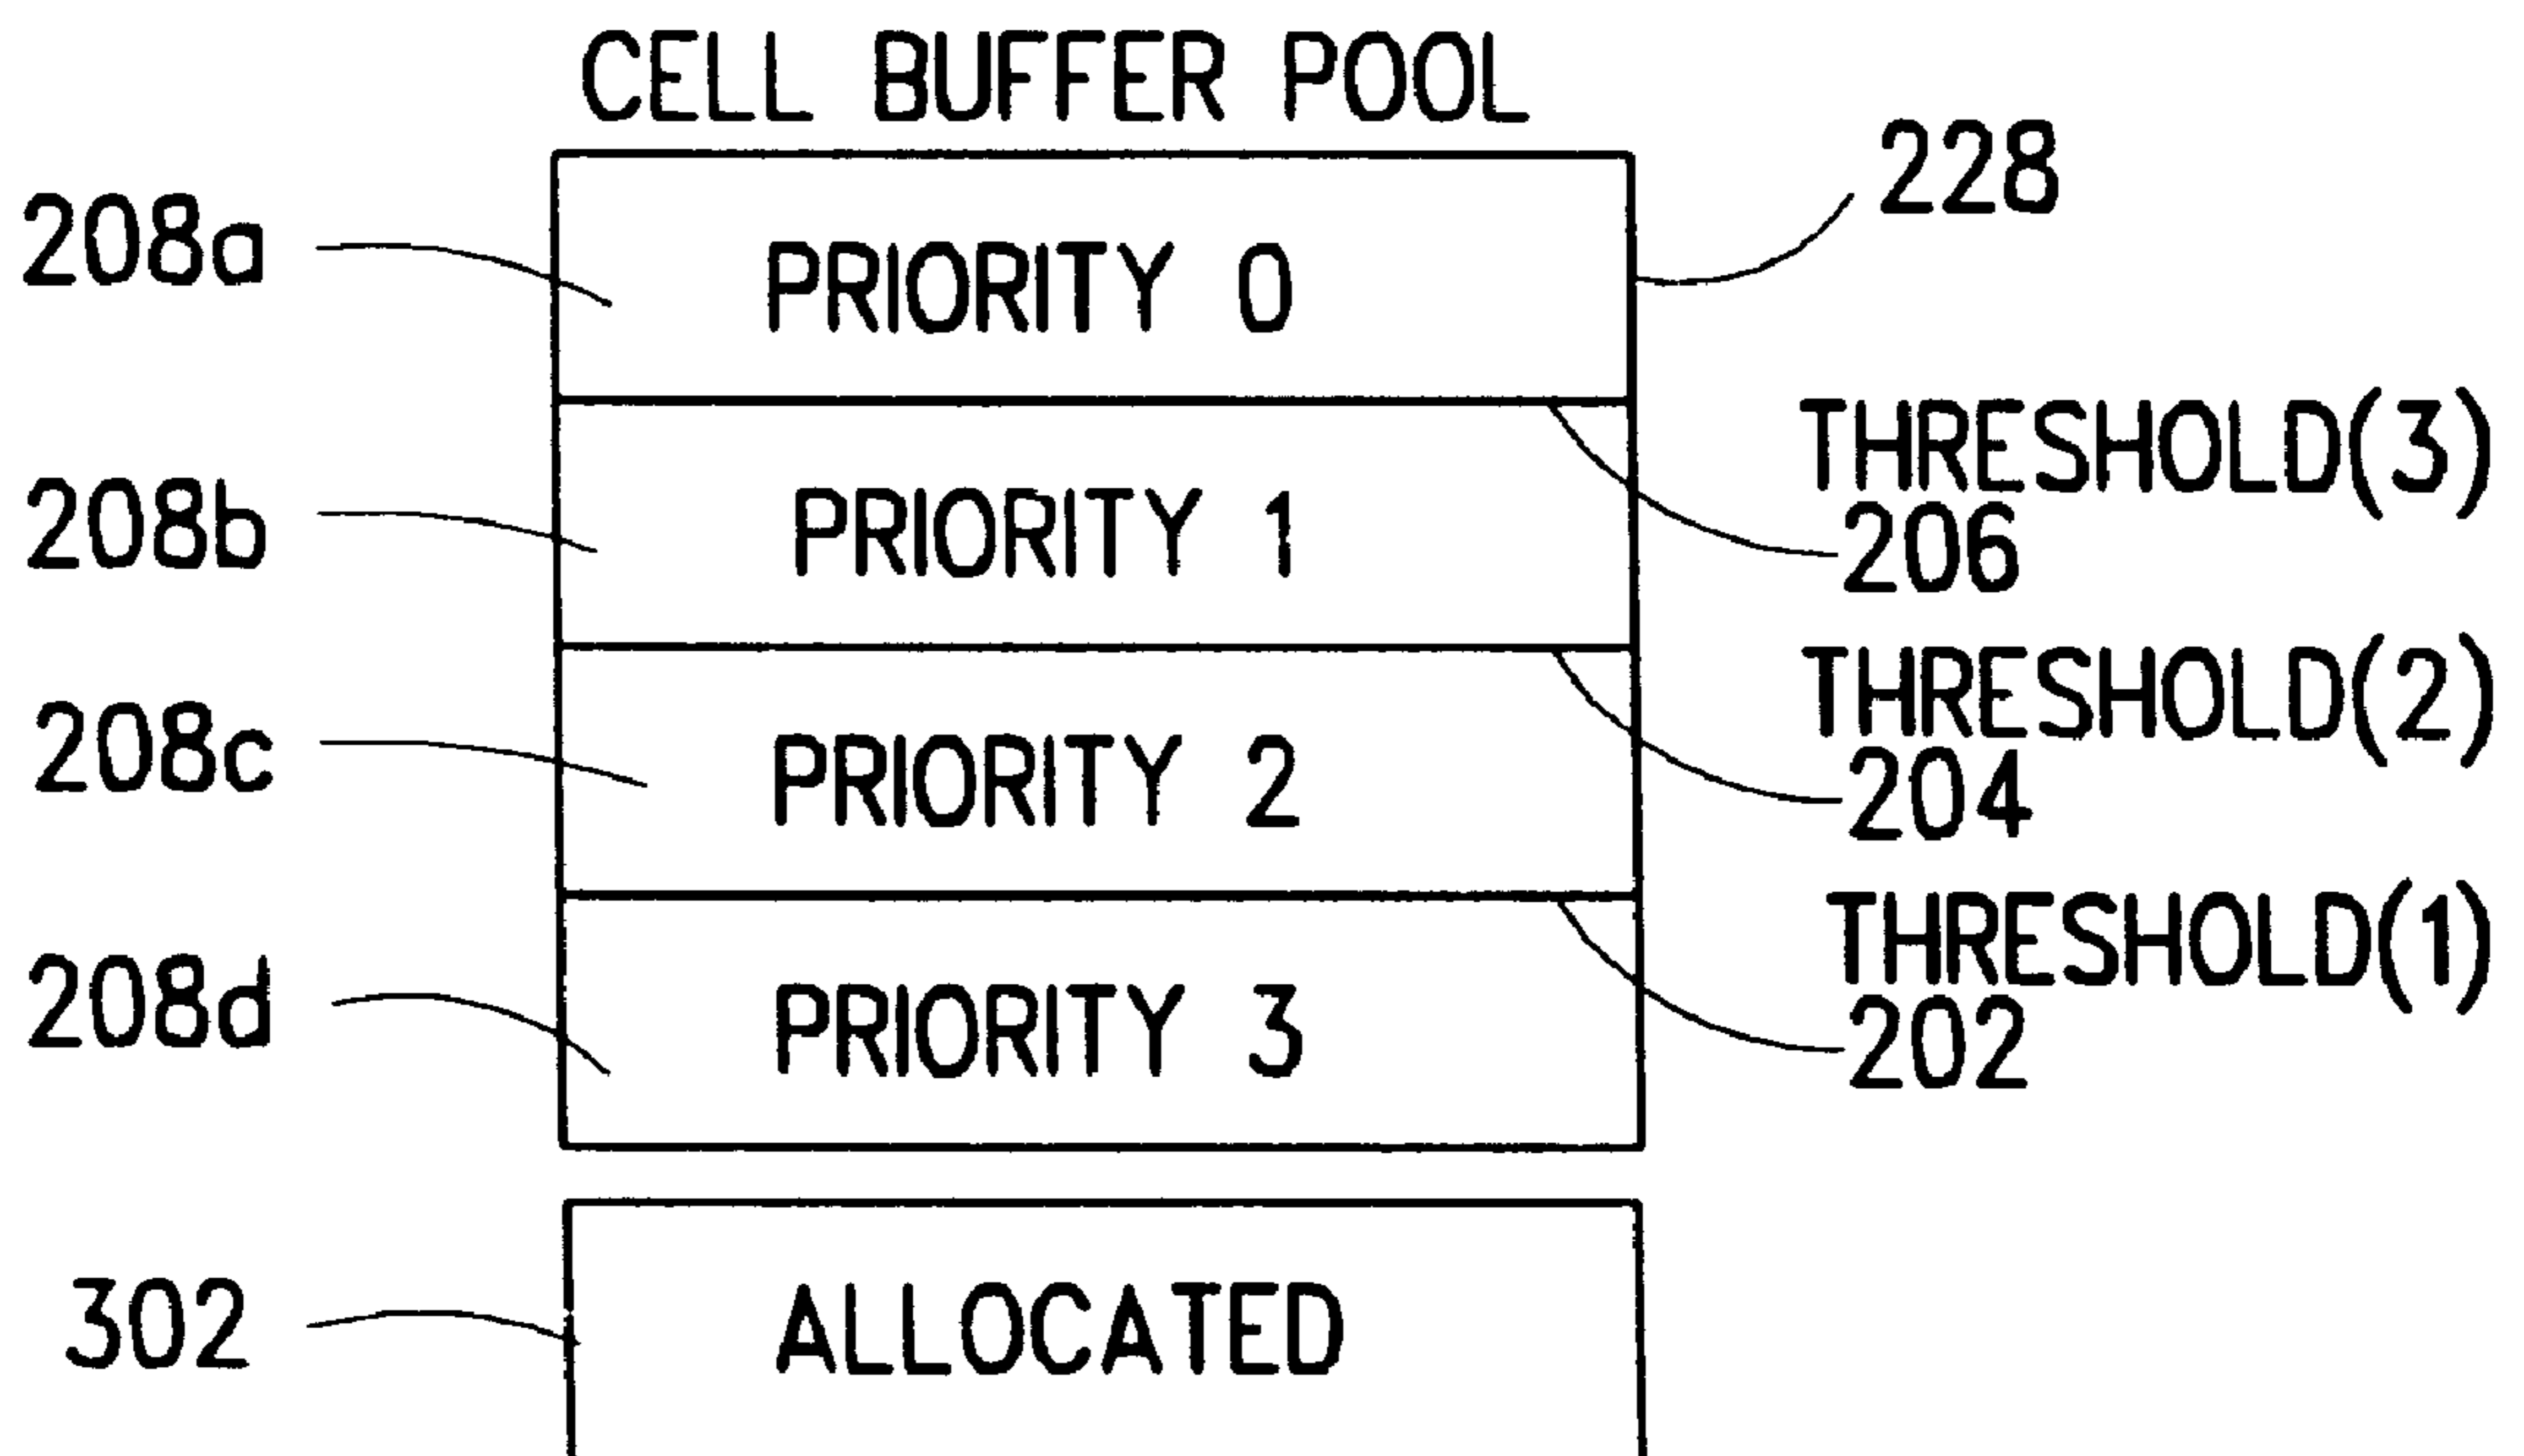 CELL BUFFER POOL
228
208a
PRIORITY 0
THRESHOLD(3)
206
208b
PRIORITY 1
THRESHOLD(2)
204
208c
PRIORITY 2
THRESHOLD(1)
202
208d
PRIORITY 3
302
ALLOCATED